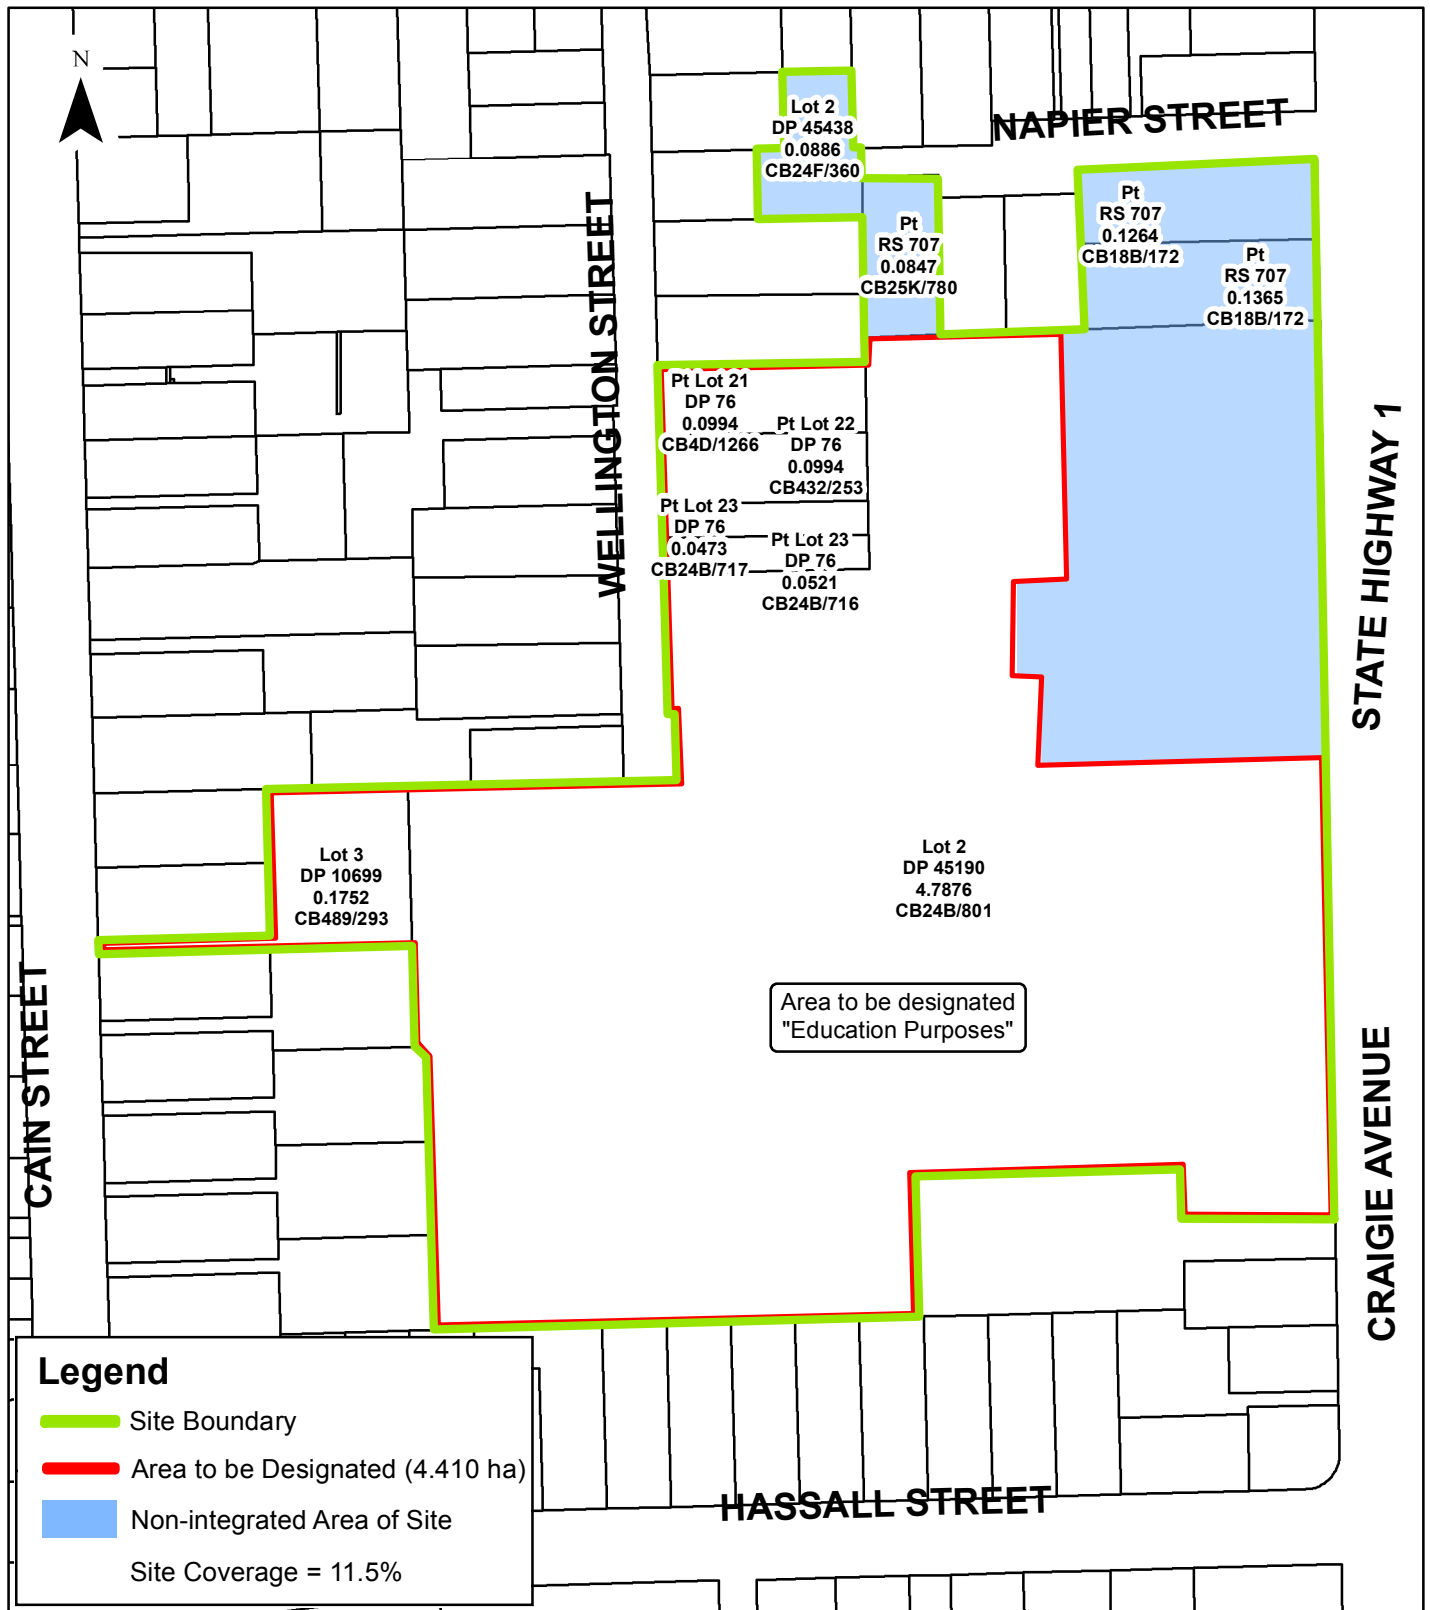 N
Lot 2
DP 45438
0.0886
CB24F/360
NAPIER STREET
Pt
RS 707
0.1264
CB18B/172
Pt
RS 707
0.0847
CB25K/780
Pt
RS 707
0.1365
CB18B/172
WELLINGTON STREET
Pt Lot 21
DP 76
0.0994
CB4D/1266
Pt Lot 22
DP 76
0.0994
CB432/253
Pt Lot 23
DP 76
0.0473
CB24B/717
Pt Lot 23
DP 76
0.0521
CB24B/716
STATE HIGHWAY 1
Lot 3
DP 10699
0.1752
CB489/293
Lot 2
DP 45190
4.7876
CB24B/801
Area to be designated
"Education Purposes"
CAIN STREET
CRAIGIE AVENUE
HASSALL STREET
Legend
Site Boundary
Area to be Designated (4.410 ha)
Non-integrated Area of Site
Site Coverage = 11.5%